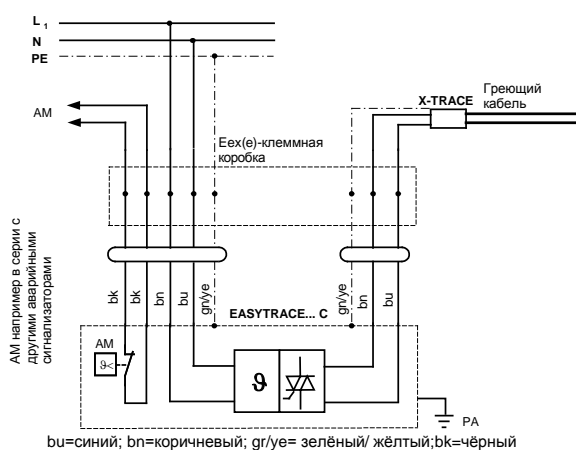 L 1
N
PE
AM
X-TRACE
Греющий
кабель
Eex(e)-клеммная
коробка
АМ например в серии с
другими аварийными
сигнализаторами
bk
bk
bn
bu
gn/ye
gn/ye
bn
bu
EASYTRACE... C
AM
ϑ<
ϑ
PA
bu=синий; bn=коричневый; gr/ye= зелёный/ жёлтый;bk=чёрный